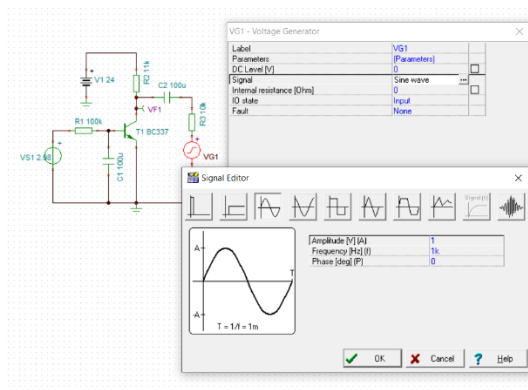 VG1 - Voltage Generator
Label VG1
Parameters (Parameters)
DC Level [V] 0
Signal Sine wave ...
Internal resistance [Ohm] 0
IO state Input
Fault None
V1 24
R2 11k
C2 100u
VF1
R3 10k
R1 100k
T1 BC337
VS1 2.98
C1 100u
VG1
Signal Editor
Signal (t)
Amplitude [V] (A) 1
Frequency [Hz] (f) 1k
Phase [deg] (P) 0
A
T
-A
T = 1/f = 1m
OK Cancel ? Help